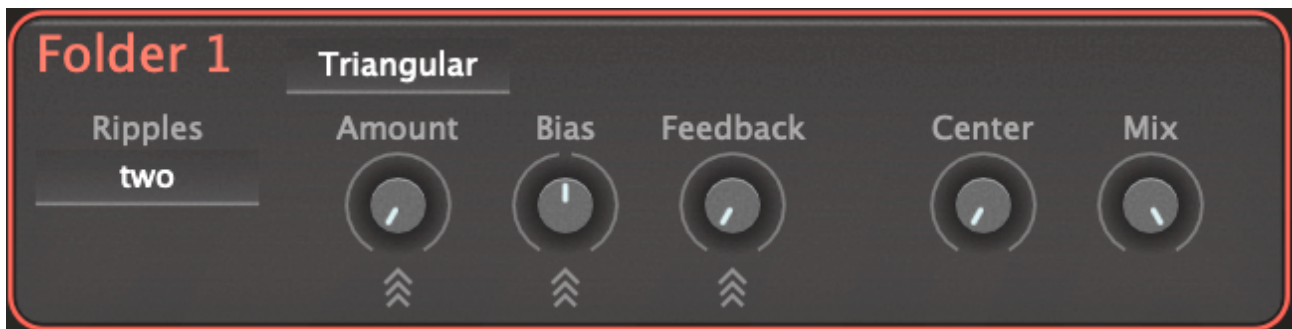 Folder 1
Triangular
Ripples
Amount
Bias
Feedback
Center
Mix
two